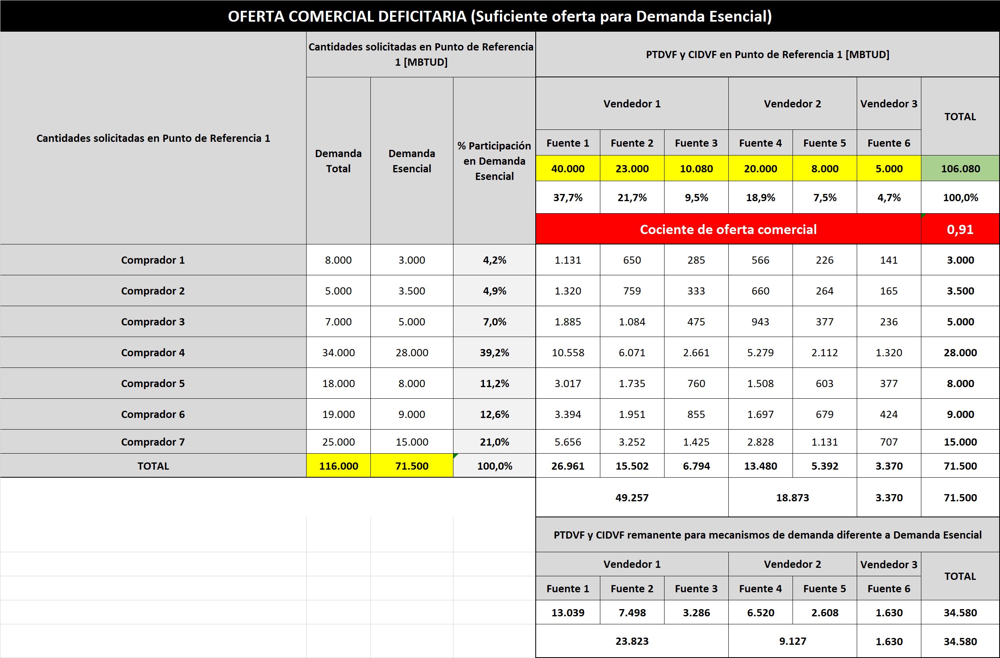 OFERTA COMERCIAL DEFICITARIA (Suficiente oferta para Demanda Esencial)
Cantidades solicitadas en Punto de Referencia 1
Cantidades solicitadas en Punto de Referencia
1 [MBTUD]
PTDVF y CIDVF en Punto de Referencia 1 [MBTUD]
Demanda
Total
Demanda
Esencial
% Participación
en Demanda
Esencial
Vendedor 1 Vendedor 2 Vendedor 3 TOTAL
Fuente 1 Fuente 2 Fuente 3 Fuente 4 Fuente 5 Fuente 6
40.000 23.000 10.080 20.000 8.000 5.000 106.080
37,7% 21,7% 9,5% 18,9% 7,5% 4,7% 100,0%
Cociente de oferta comercial 0,91
Comprador 1 8.000 3.000 4,2% 1.131 650 285 566 226 141 3.000
Comprador 2 5.000 3.500 4,9% 1.320 759 333 660 264 165 3.500
Comprador 3 7.000 5.000 7,0% 1.885 1.084 475 943 377 236 5.000
Comprador 4 34.000 28.000 39,2% 10.558 6.071 2.661 5.279 2.112 1.320 28.000
Comprador 5 18.000 8.000 11,2% 3.017 1.735 760 1.508 603 377 8.000
Comprador 6 19.000 9.000 12,6% 3.394 1.951 855 1.697 679 424 9.000
Comprador 7 25.000 15.000 21,0% 5.656 3.252 1.425 2.828 1.131 707 15.000
TOTAL 116.000 71.500 100,0% 26.961 15.502 6.794 13.480 5.392 3.370 71.500
49.257 18.873 3.370 71.500
PTDVF y CIDVF remanente para mecanismos de demanda diferente a Demanda Esencial
Vendedor 1 Vendedor 2 Vendedor 3 TOTAL
Fuente 1 Fuente 2 Fuente 3 Fuente 4 Fuente 5 Fuente 6
13.039 7.498 3.286 6.520 2.608 1.630 34.580
23.823 9.127 1.630 34.580